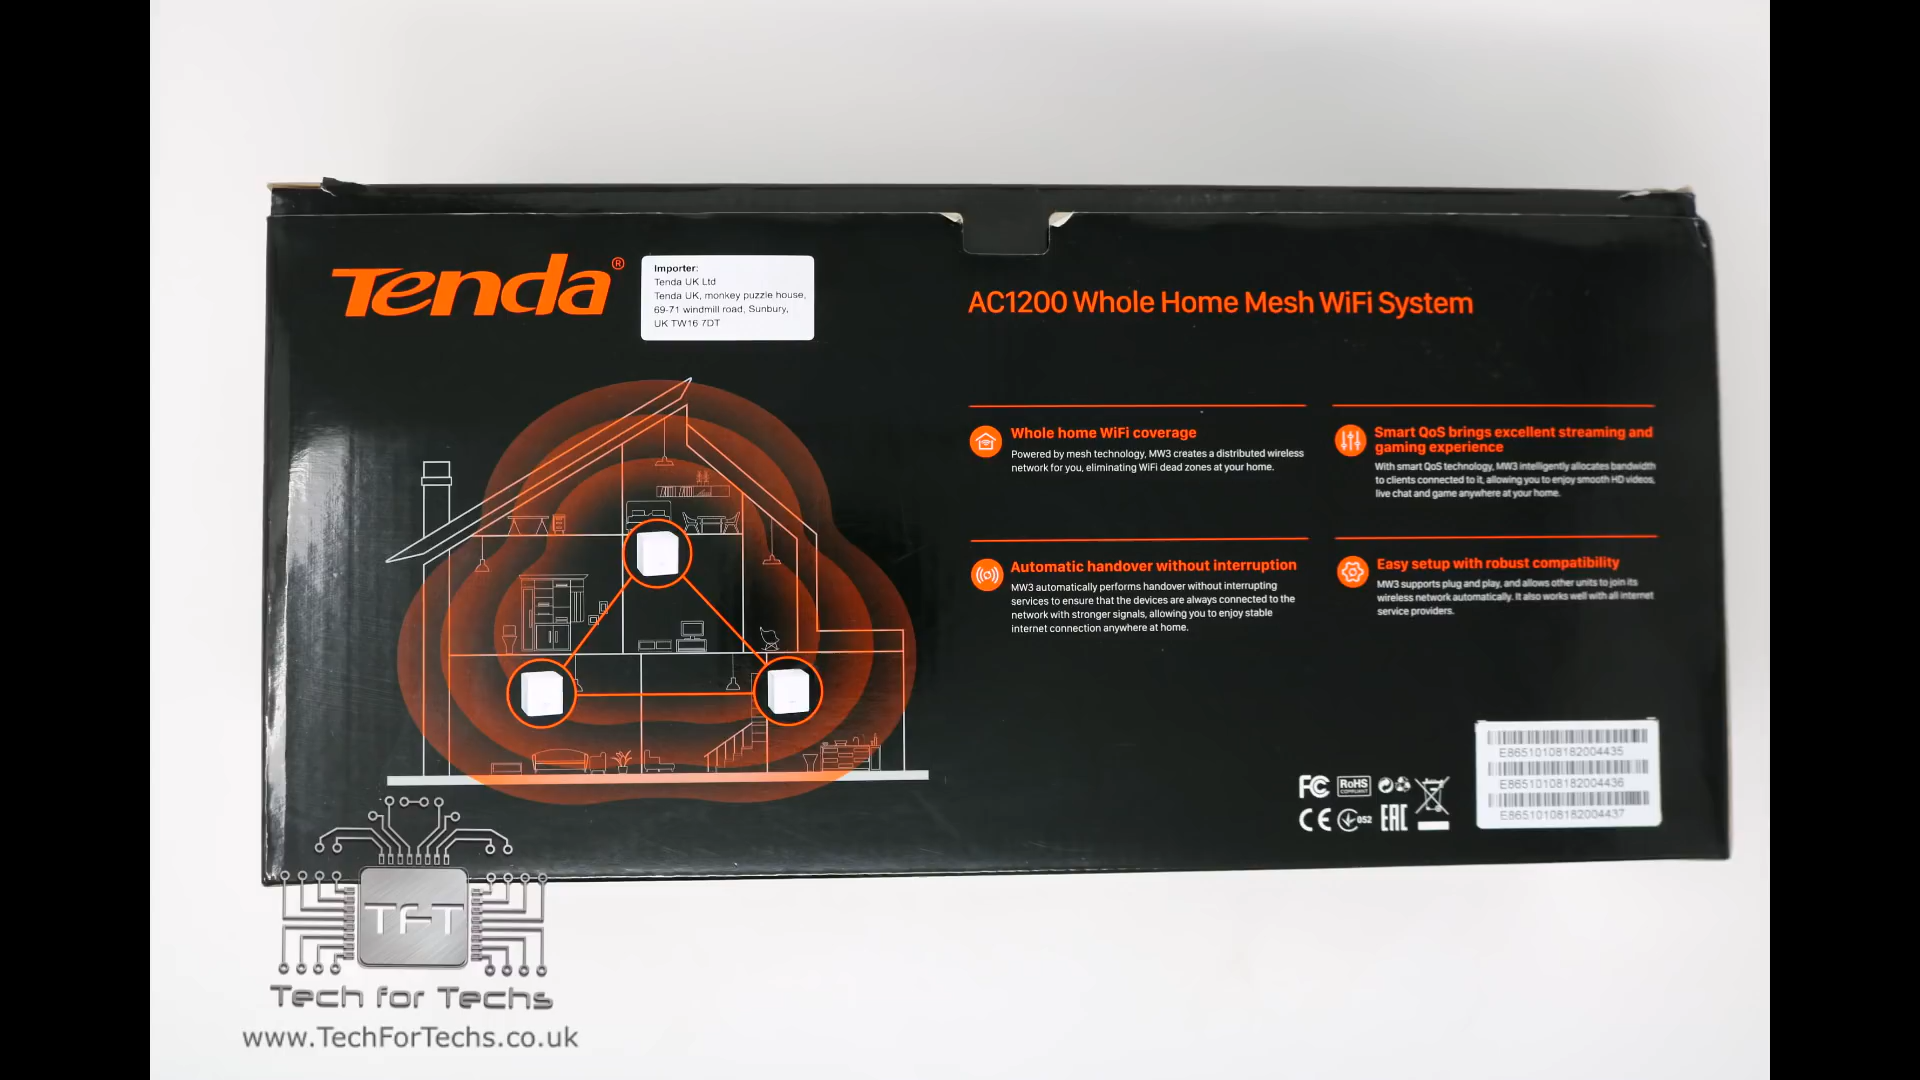 Tenda®
Importer:
Tenda UK Ltd
Tenda UK, monkey puzzle house,
69-71 windmill road, Sunbury,
UK TW16 7DT
AC1200 Whole Home Mesh WiFi System
Whole home WiFi coverage
Powered by mesh technology, MW3 creates a distributed wireless
network for you, eliminating WiFi dead zones at your home.
Smart QoS brings excellent streaming and
gaming experience
With smart QoS technology, MW3 intelligently allocates bandwidth
to clients connected to it, allowing you to enjoy smooth HD videos,
live chat and game anywhere at your home.
Automatic handover without interruption
MW3 automatically performs handover without interrupting
services to ensure that the devices are always connected to the
network with stronger signals, allowing you to enjoy stable
internet connection anywhere at home.
Easy setup with robust compatibility
MW3 supports plug and play, and allows other units to join its
wireless network automatically. It also works well with all internet
service providers.
FC RoHS
COMPLIANT
CE 052 EAC
E86510108182004435
E86510108182004436
E86510108182004437
TFT
Tech for Techs
www.TechForTechs.co.uk